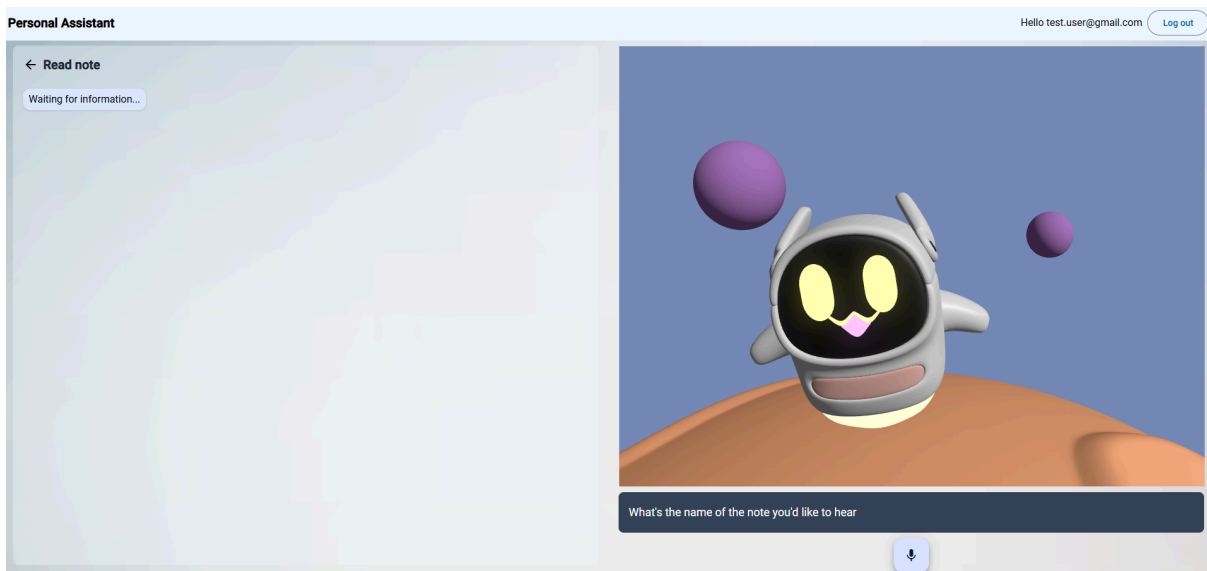 Personal Assistant
Hello test.user@gmail.com
Log out
Read note
Waiting for information...
What's the name of the note you'd like to hear